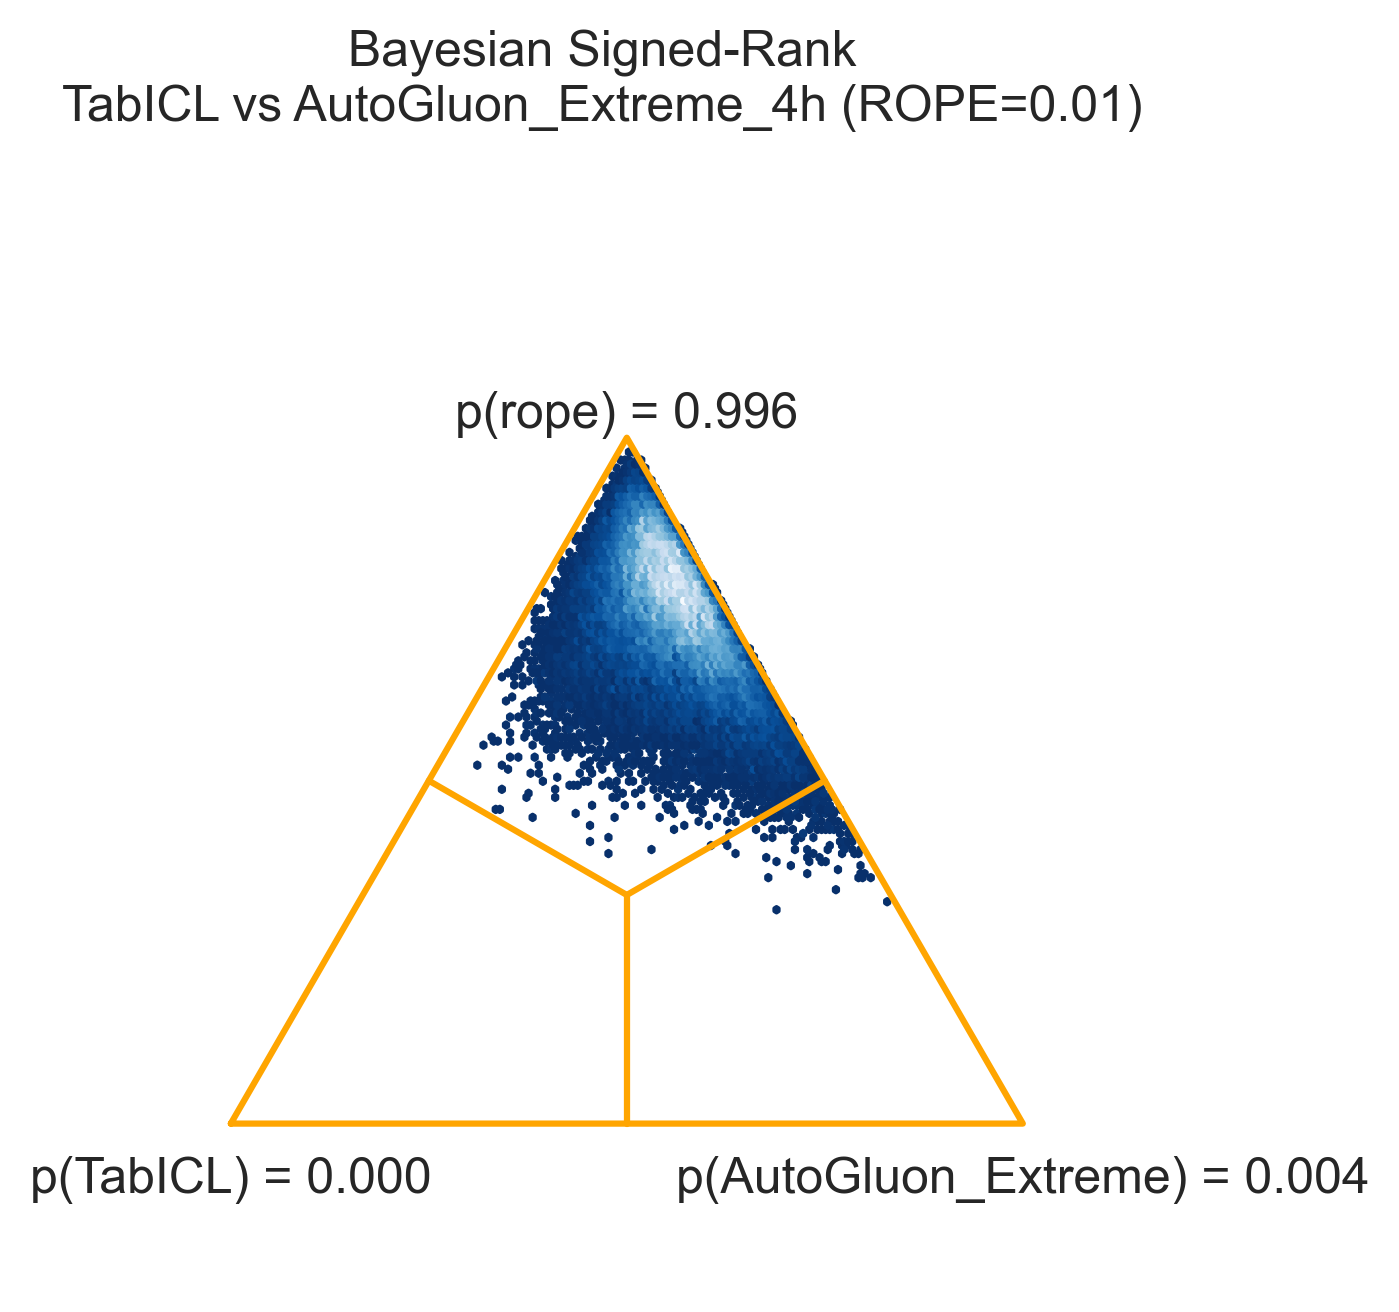 Bayesian Signed-Rank
TabICL vs AutoGluon_Extreme_4h (ROPE=0.01)
p(rope) = 0.996
p(TabICL) = 0.000
p(AutoGluon_Extreme) = 0.004